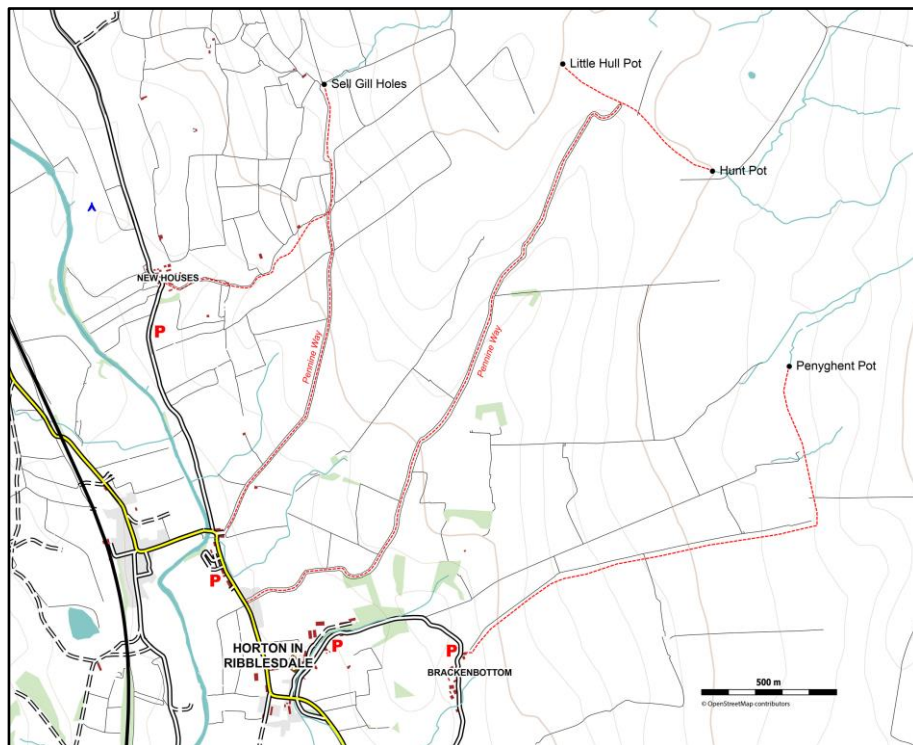 Sell Gill Holes
Little Hull Pot
Hunt Pot
NEW HOUSES
P
Pennine Way
Pennine Way
Penyghent Pot
P
HORTON IN
RIBBLESDALE
P
P
BRACKENBOTTOM
500 m
© OpenStreetMap contributors